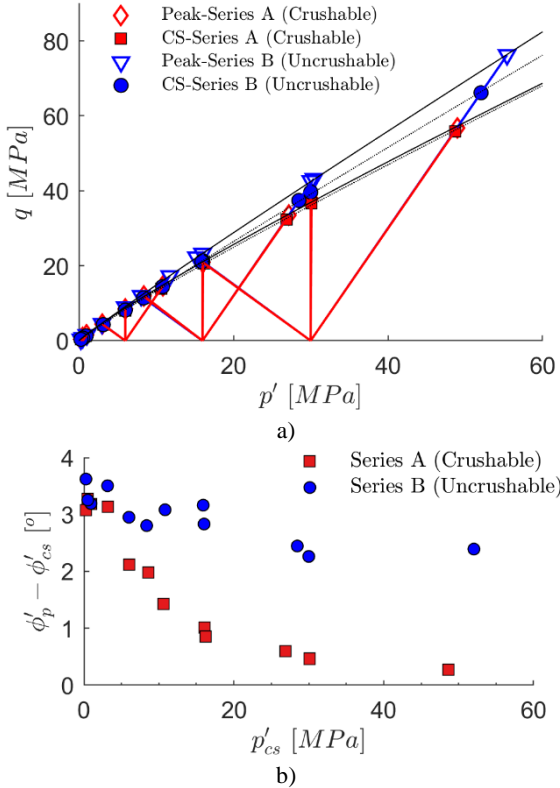 Peak-Series A (Crushable)
CS-Series A (Crushable)
Peak-Series B (Uncrushable)
CS-Series B (Uncrushable)
80
60
40
20
0
q [MPa]
0 20 40 60
p′ [MPa]
a)
Series A (Crushable)
Series B (Uncrushable)
4
3
2
1
0
ϕ′p − ϕ′cs [o]
0 20 40 60
p′cs [MPa]
b)